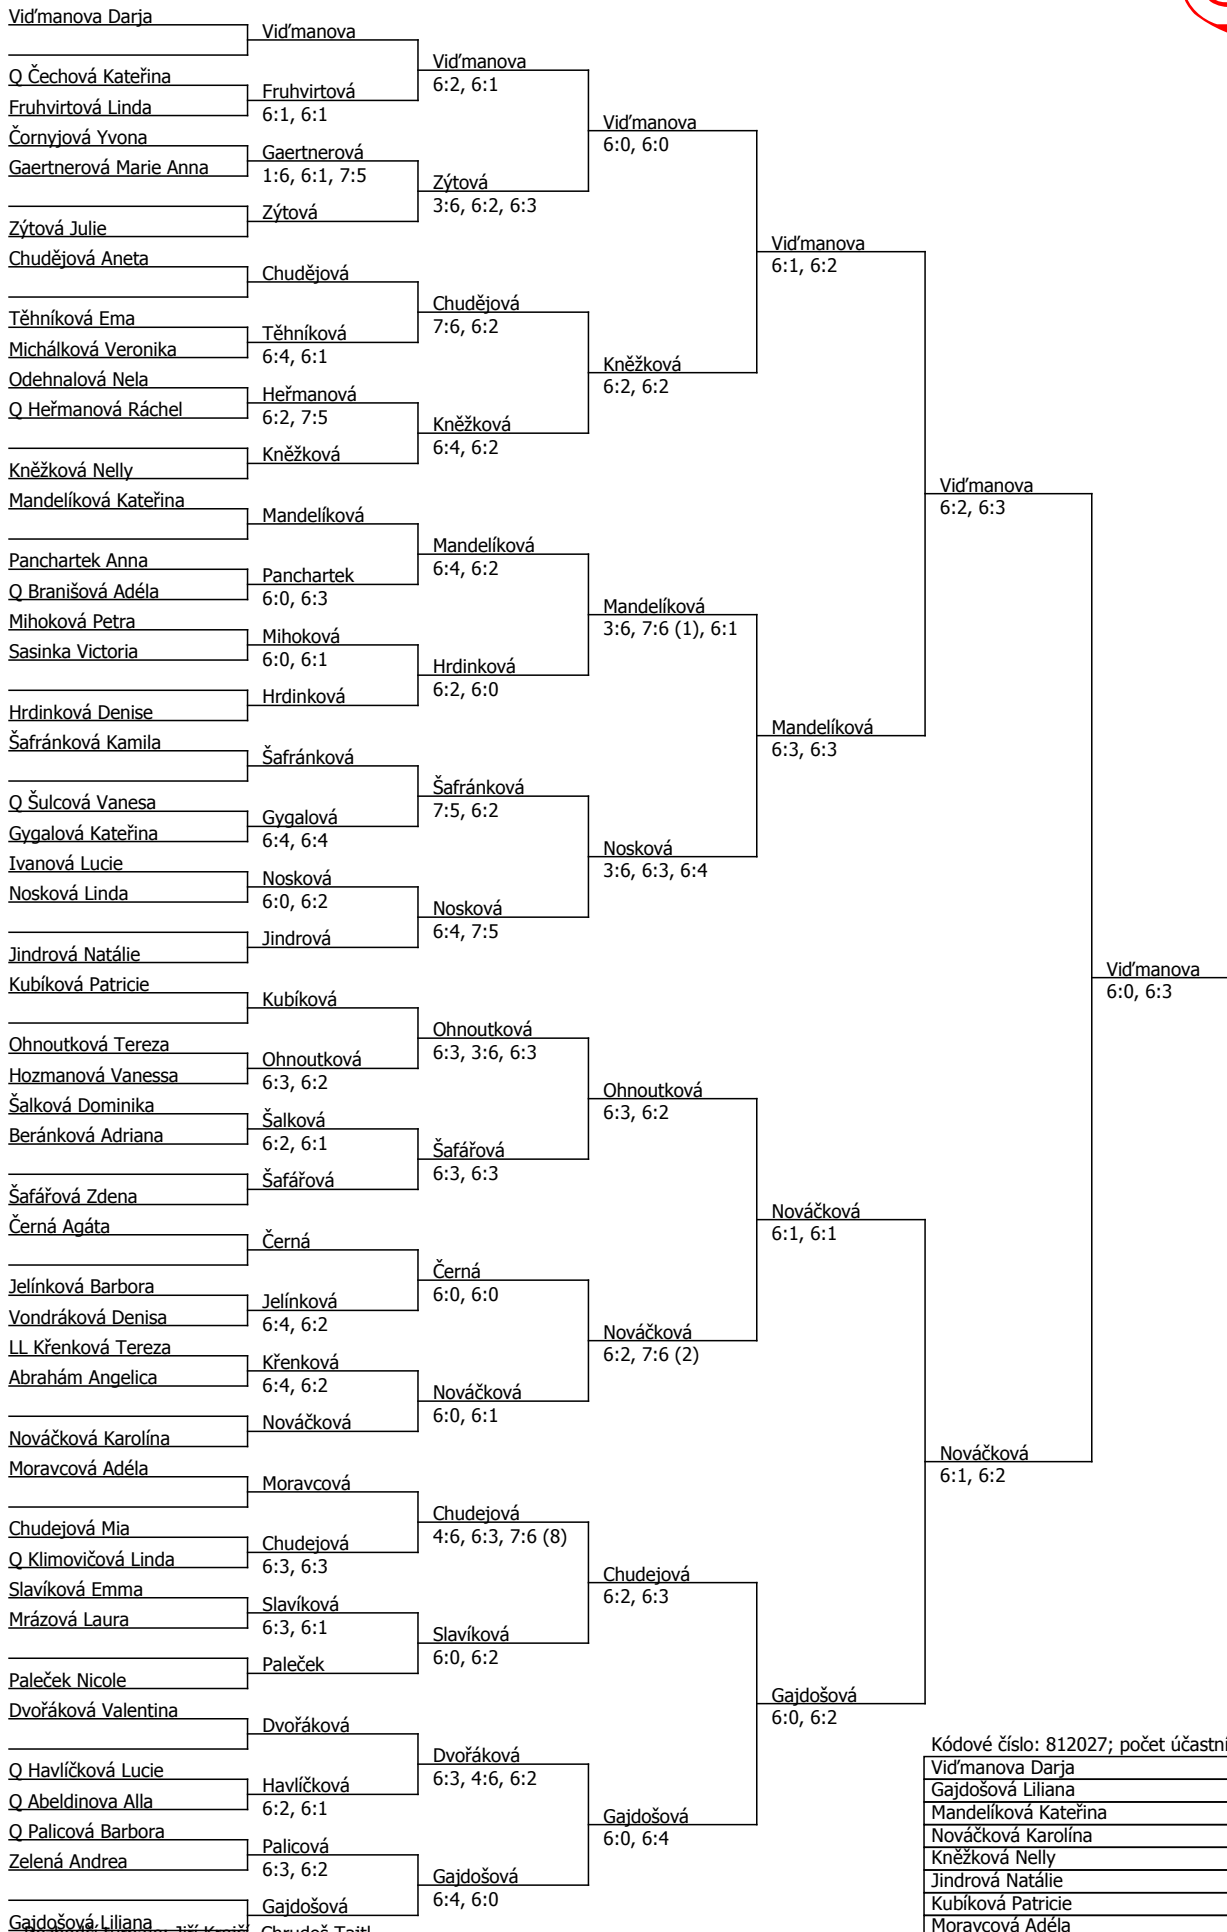 Viďmanova Darja
Q Čechová Kateřina
Fruhvirtová Linda
Čornyjová Yvona
Gaertnerová Marie Anna
Zýtová Julie
Chudějová Aneta
Těhníková Ema
Michálková Veronika
Odehnalová Nela
Q Heřmanová Ráchel
Kněžková Nelly
Mandelíková Kateřina
Panchartek Anna
Q Branišová Adéla
Mihoková Petra
Sasinka Victoria
Hrdinková Denise
Šafránková Kamila
Q Šulcová Vanesa
Gygalová Kateřina
Ivanová Lucie
Nosková Linda
Jindrová Natálie
Kubíková Patricie
Ohnoutková Tereza
Hozmanová Vanessa
Šalková Dominika
Beránková Adriana
Šafářová Zdena
Černá Agáta
Jelínková Barbora
Vondráková Denisa
LL Křenková Tereza
Abrahám Angelica
Nováčková Karolína
Moravcová Adéla
Chudejová Mia
Q Klimovičová Linda
Slavíková Emma
Mrázová Laura
Paleček Nicole
Dvořáková Valentina
Q Havlíčková Lucie
Q Abeldinova Alla
Q Palicová Barbora
Zelená Andrea
Gajdošová Liliana
Viďmanova
Fruhvirtová
6:1, 6:1
Gaertnerová
1:6, 6:1, 7:5
Zýtová
Chudějová
Těhníková
6:4, 6:1
Heřmanová
6:2, 7:5
Kněžková
Mandelíková
Panchartek
6:0, 6:3
Mihoková
6:0, 6:1
Hrdinková
Šafránková
Gygalová
6:4, 6:4
Nosková
6:0, 6:2
Jindrová
Kubíková
Ohnoutková
6:3, 6:2
Šalková
6:2, 6:1
Šafářová
Černá
Jelínková
6:4, 6:2
Křenková
6:4, 6:2
Nováčková
Moravcová
Chudejová
6:3, 6:3
Slavíková
6:3, 6:1
Paleček
Dvořáková
Havlíčková
6:2, 6:1
Palicová
6:3, 6:2
Gajdošová
Viďmanova
6:2, 6:1
Zýtová
3:6, 6:2, 6:3
Chudějová
7:6, 6:2
Kněžková
6:4, 6:2
Mandelíková
6:4, 6:2
Hrdinková
6:2, 6:0
Šafránková
7:5, 6:2
Nosková
6:4, 7:5
Ohnoutková
6:3, 3:6, 6:3
Šafářová
6:3, 6:3
Černá
6:0, 6:0
Nováčková
6:0, 6:1
Chudejová
4:6, 6:3, 7:6 (8)
Slavíková
6:0, 6:2
Dvořáková
6:3, 4:6, 6:2
Gajdošová
6:4, 6:0
Viďmanova
6:0, 6:0
Kněžková
6:2, 6:2
Mandelíková
3:6, 7:6 (1), 6:1
Nosková
3:6, 6:3, 6:4
Ohnoutková
6:3, 6:2
Nováčková
6:2, 7:6 (2)
Chudejová
6:2, 6:3
Gajdošová
6:0, 6:4
Viďmanova
6:1, 6:2
Mandelíková
6:3, 6:3
Nováčková
6:1, 6:1
Gajdošová
6:0, 6:2
Viďmanova
6:2, 6:3
Nováčková
6:1, 6:2
Viďmanova
6:0, 6:3
Kódové číslo: 812027; počet účastni
Viďmanova Darja
Gajdošová Liliana
Mandelíková Kateřina
Nováčková Karolína
Kněžková Nelly
Jindrová Natálie
Kubíková Patricie
Moravcová Adéla